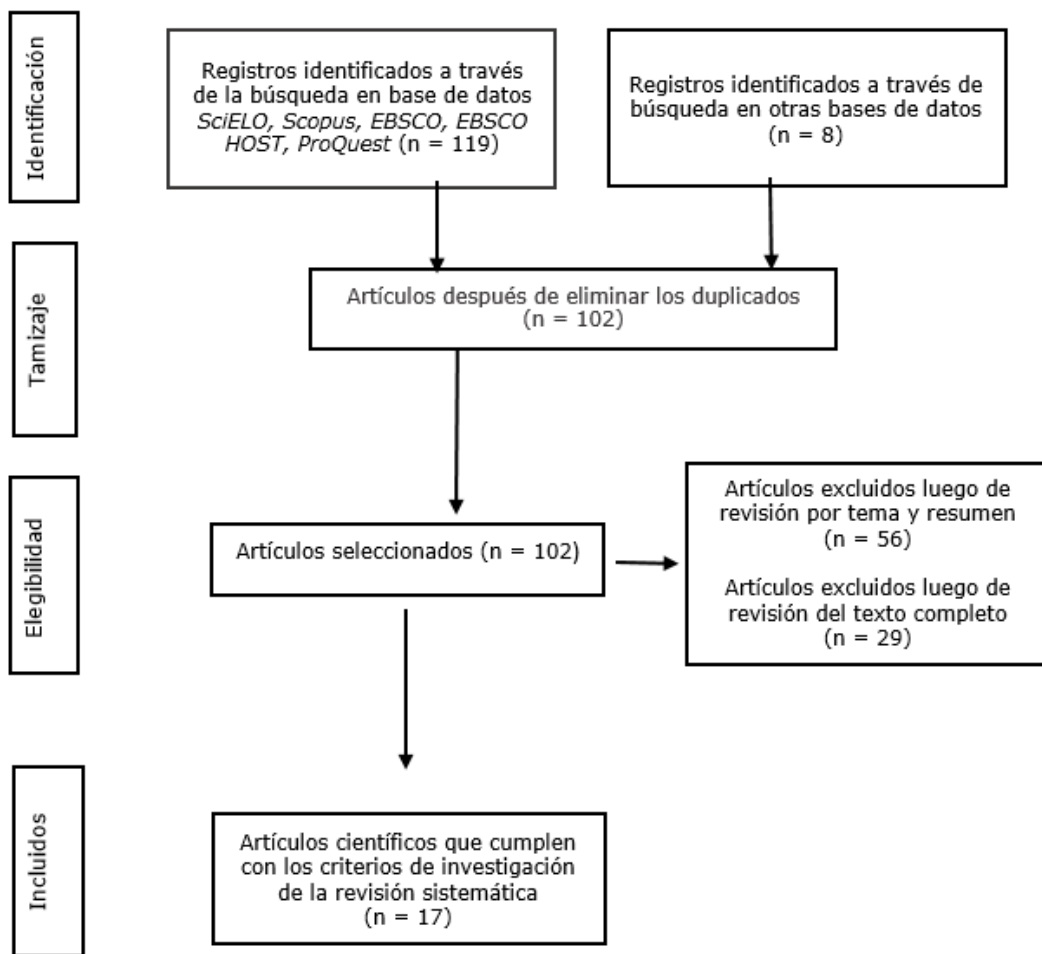 Identificación
Registros identificados a través
de la búsqueda en base de datos
SciELO, Scopus, EBSCO, EBSCO
HOST, ProQuest (n = 119)
Registros identificados a través de
búsqueda en otras bases de datos
(n = 8)
Tamizaje
Artículos después de eliminar los duplicados
(n = 102)
Elegibilidad
Artículos seleccionados (n = 102)
Artículos excluidos luego de
revisión por tema y resumen
(n = 56)
Artículos excluidos luego de
revisión del texto completo
(n = 29)
Incluidos
Artículos científicos que cumplen
con los criterios de investigación
de la revisión sistemática
(n = 17)